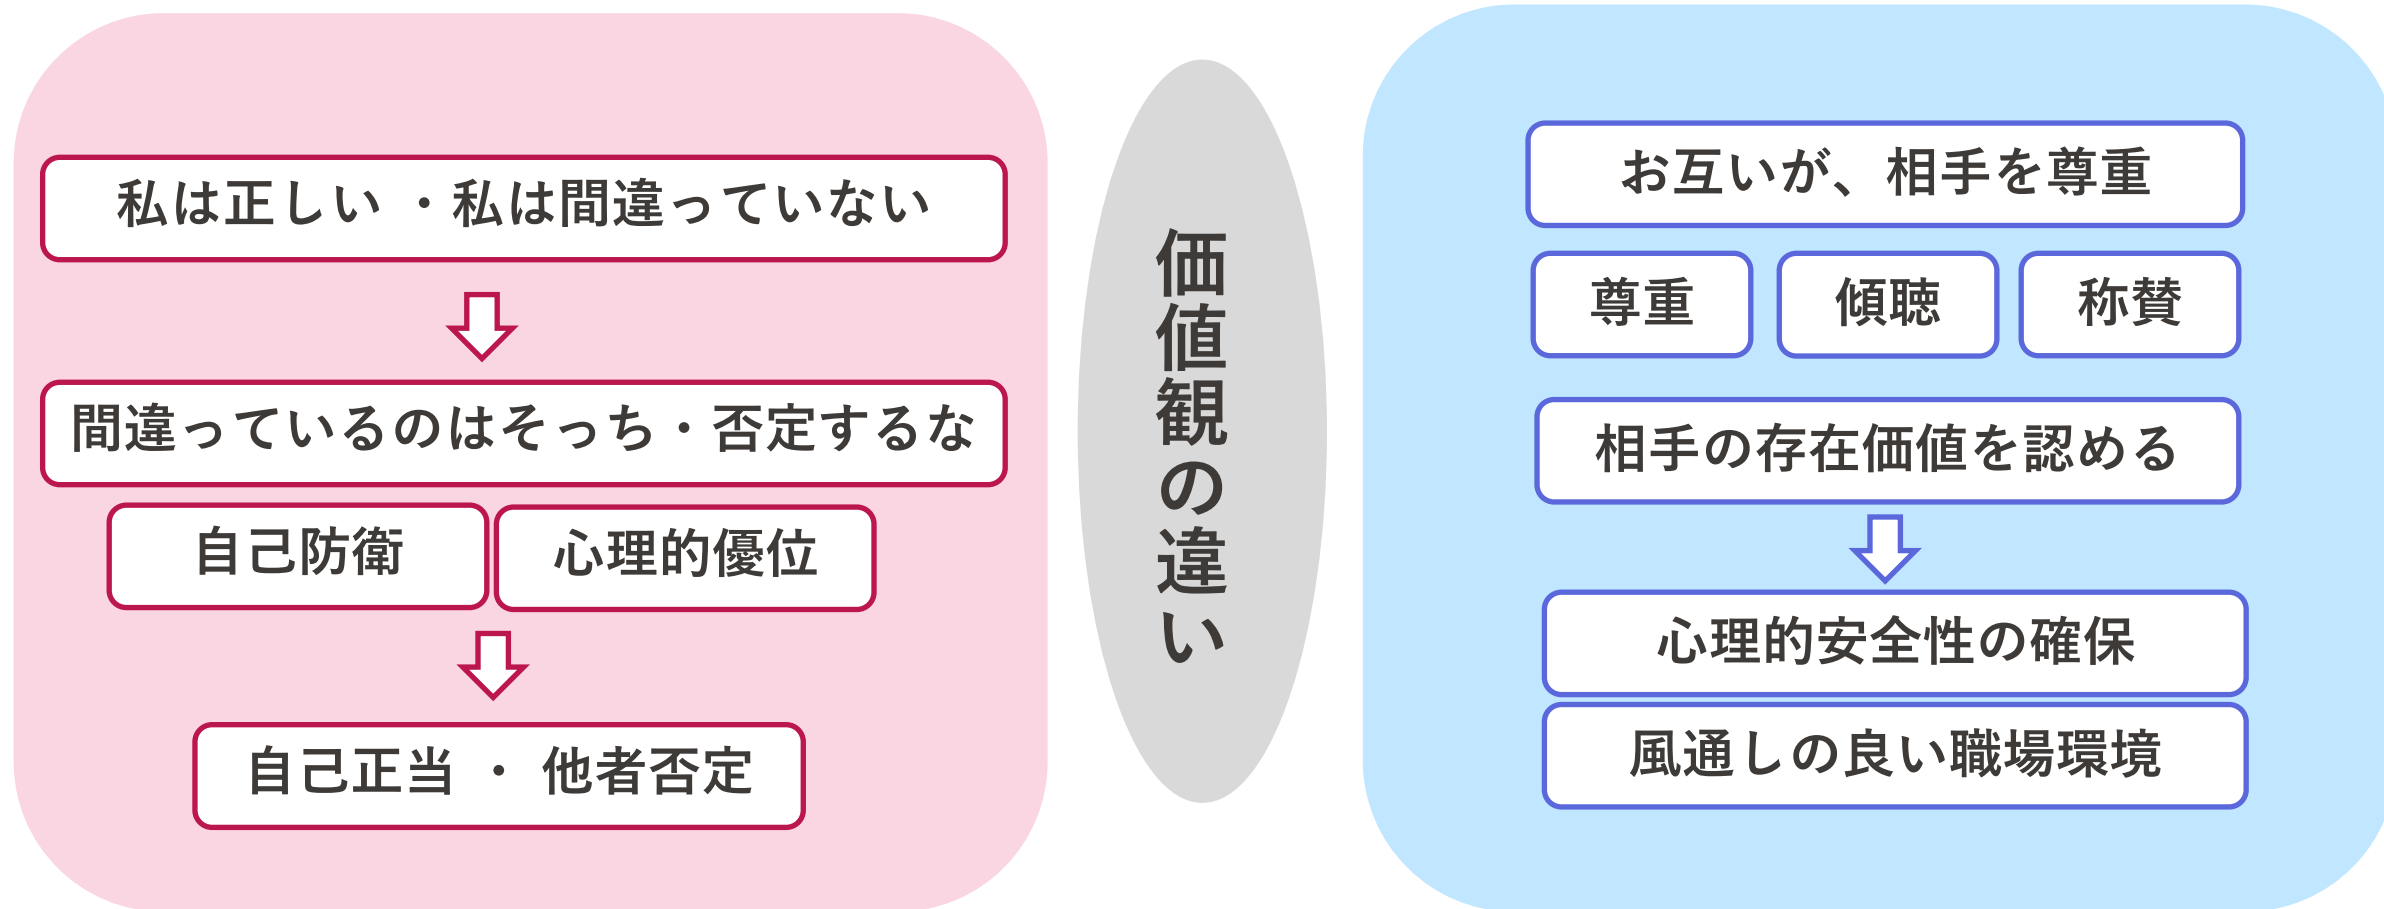 私は正しい ・私は間違っていない
間違っているのはそっち・否定するな
自己防衛
心理的優位
自己正当 ・ 他者否定
価値観の違い
お互いが、相手を尊重
尊重
傾聴
称賛
相手の存在価値を認める
心理的安全性の確保
風通しの良い職場環境